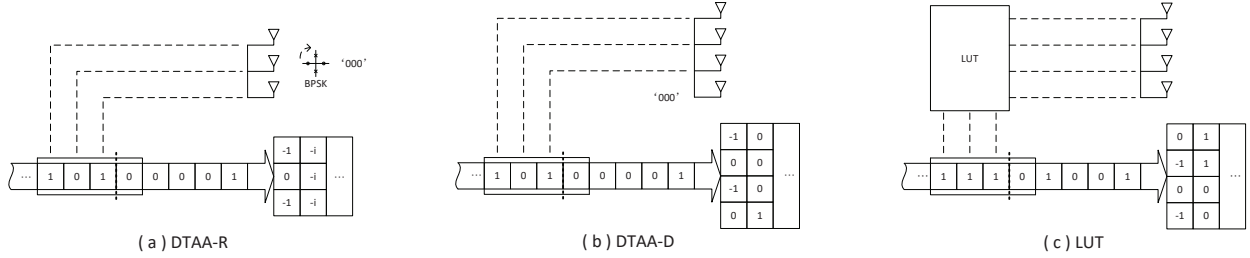 '000'
BPSK
... 1 0 1 0 0 0 0 1
-1 -i
0 -i ...
-1 -i
( a ) DTAA-R
'000'
... 1 0 1 0 0 0 0 1
-1 0
0 0
-1 0 ...
0 1
( b ) DTAA-D
LUT
... 1 1 1 0 1 0 0 1
0 1
-1 1
0 0 ...
-1 0
( c ) LUT